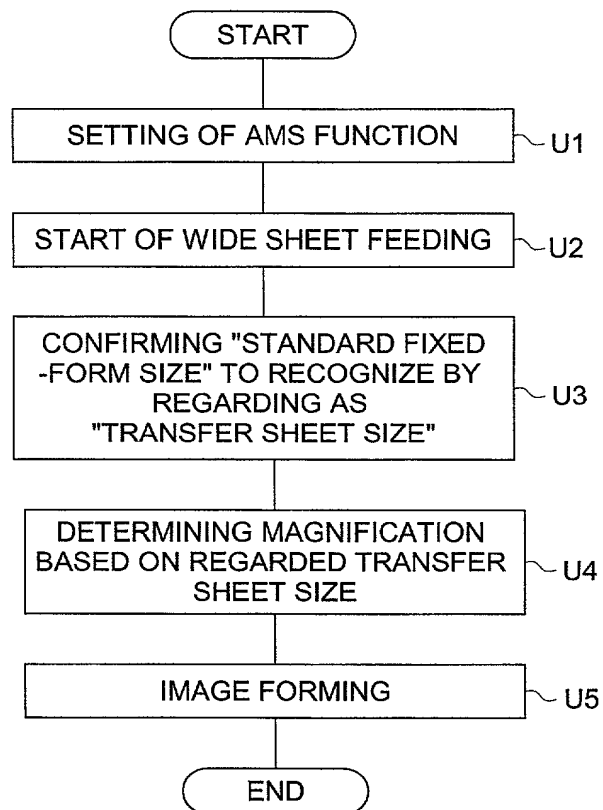 START
SETTING OF AMS FUNCTION
U1
START OF WIDE SHEET FEEDING
U2
CONFIRMING "STANDARD FIXED
-FORM SIZE" TO RECOGNIZE BY
REGARDING AS
"TRANSFER SHEET SIZE"
U3
DETERMINING MAGNIFICATION
BASED ON REGARDED TRANSFER
SHEET SIZE
U4
IMAGE FORMING
U5
END